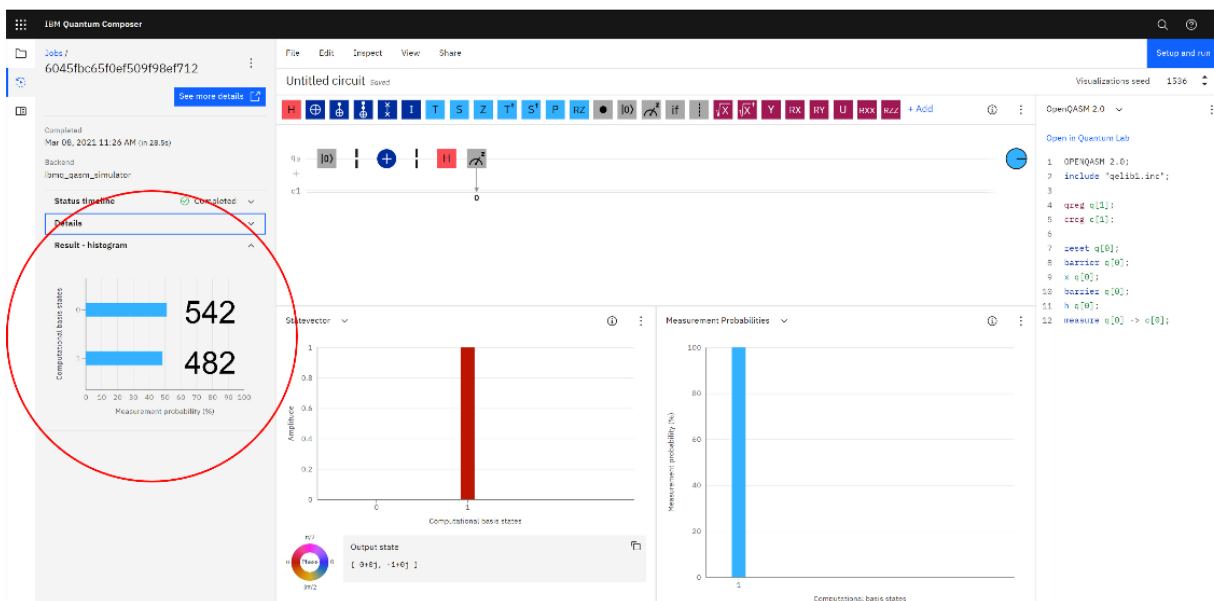 IBM Quantum Composer
Jobs /
6045fbc65f0ef509f98ef712
See more details
Completed
Mar 08, 2021 11:26 AM (in 28.5s)
Backend
ibmq_qasm_simulator
Status timeline
Completed
Details
Result - histogram
Computational basis states
0
542
1
482
0 10 20 30 40 50 60 70 80 90 100
Measurement probability (%)
File Edit Inspect View Share
Setup and run
Untitled circuit Saved
Visualizations seed 1536
H I T S Z T† S† P RZ |0⟩ z if √X √X† Y RX RY U RXX RZZ + Add
q0 |0⟩ + H z
+
c1
0
OpenQASM 2.0
Open in Quantum Lab
1 OPENQASM 2.0;
2 include "qelib1.inc";
3
4 qreg q[1];
5 creg c[1];
6
7 reset q[0];
8 barrier q[0];
9 x q[0];
10 barrier q[0];
11 h q[0];
12 measure q[0] -> c[0];
Statevector
1
0.8
0.6
0.4
0.2
0
Amplitude
0 1
Computational basis states
π/2
π Phase 0
3π/2
Output state
[ 0+0j, -1+0j ]
Measurement Probabilities
100
80
60
40
20
0
Measurement probability (%)
1
Computational basis states